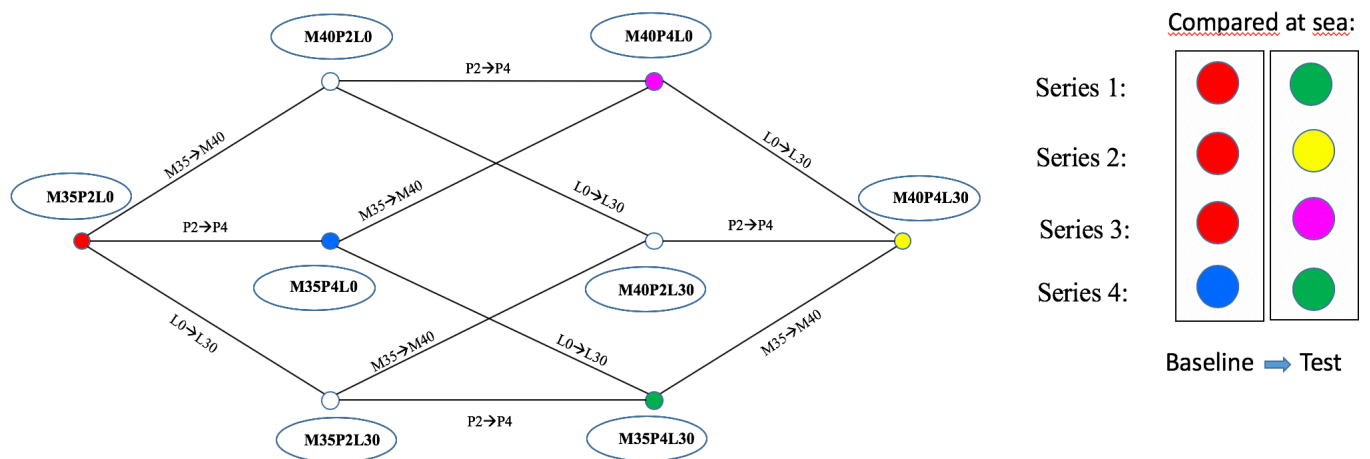 M40P2L0
M40P4L0
P2→P4
M35→M40
L0→L30
M35P2L0
M35→M40
L0→L30
M40P4L30
P2→P4
P2→P4
M35P4L0
M40P2L30
L0→L30
M35→M40
L0→L30
M35→M40
P2→P4
M35P2L30
M35P4L30
Compared at sea:
Series 1:
Series 2:
Series 3:
Series 4:
Baseline Test